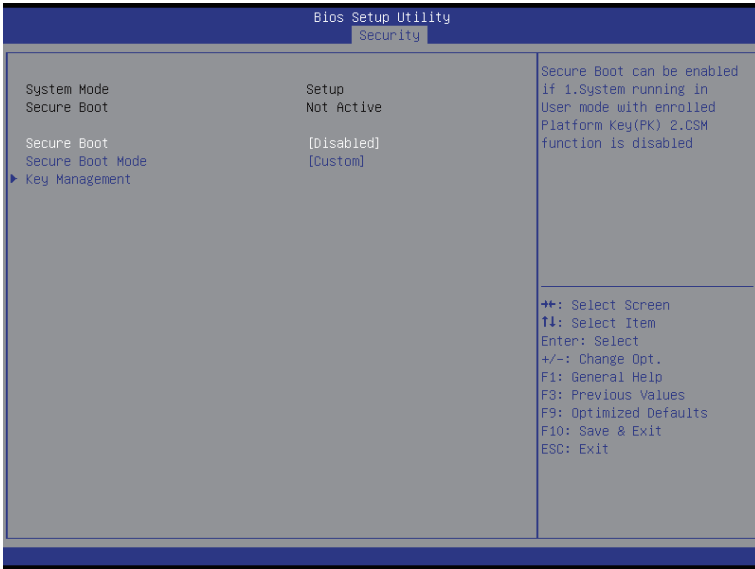 Bios Setup Utility
Security
System Mode Setup
Secure Boot Not Active
Secure Boot [Disabled]
Secure Boot Mode [Custom]
Key Management
Secure Boot can be enabled
if 1.System running in
User mode with enrolled
Platform Key(PK) 2.CSM
function is disabled
→←: Select Screen
↑↓: Select Item
Enter: Select
+/-: Change Opt.
F1: General Help
F3: Previous Values
F9: Optimized Defaults
F10: Save & Exit
ESC: Exit